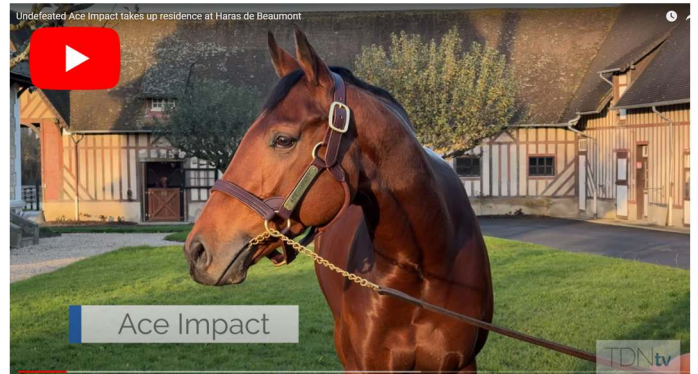 Undefeated Ace Impact takes up residence at Haras de Beaumont
Ace Impact
TDNtv